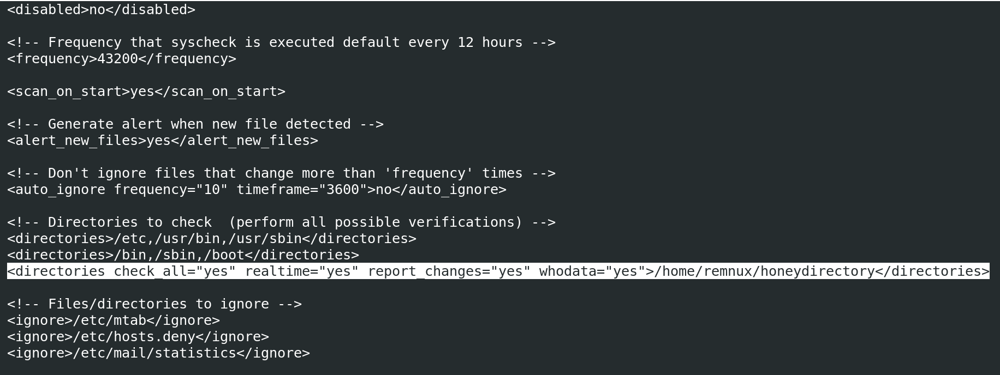 <disabled>no</disabled>
<!-- Frequency that syscheck is executed default every 12 hours -->
<frequency>43200</frequency>
<scan_on_start>yes</scan_on_start>
<!-- Generate alert when new file detected -->
<alert_new_files>yes</alert_new_files>
<!-- Don't ignore files that change more than 'frequency' times -->
<auto_ignore frequency="10" timeframe="3600">no</auto_ignore>
<!-- Directories to check  (perform all possible verifications) -->
<directories>/etc,/usr/bin,/usr/sbin</directories>
<directories>/bin,/sbin,/boot</directories>
<directories check_all="yes" realtime="yes" report_changes="yes" whodata="yes">/home/remnux/honeydirectory</directories>
<!-- Files/directories to ignore -->
<ignore>/etc/mtab</ignore>
<ignore>/etc/hosts.deny</ignore>
<ignore>/etc/mail/statistics</ignore>